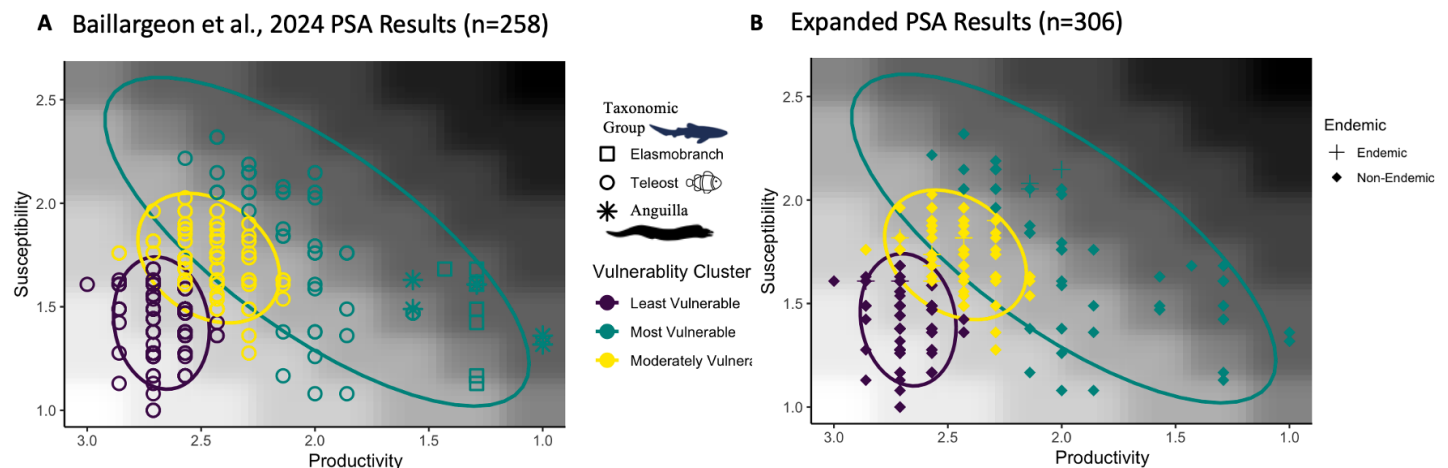 A Baillargeon et al., 2024 PSA Results (n=258)
2.5
2.0
1.5
1.0
Susceptibility
3.0 2.5 2.0 1.5 1.0
Productivity
Taxonomic
Group
Elasmobranch
Teleost
Anguilla
Vulnerablity Cluster
Least Vulnerable
Most Vulnerable
Moderately Vulnera
B Expanded PSA Results (n=306)
2.5
2.0
1.5
1.0
Susceptibility
3.0 2.5 2.0 1.5 1.0
Productivity
Endemic
Endemic
Non-Endemic